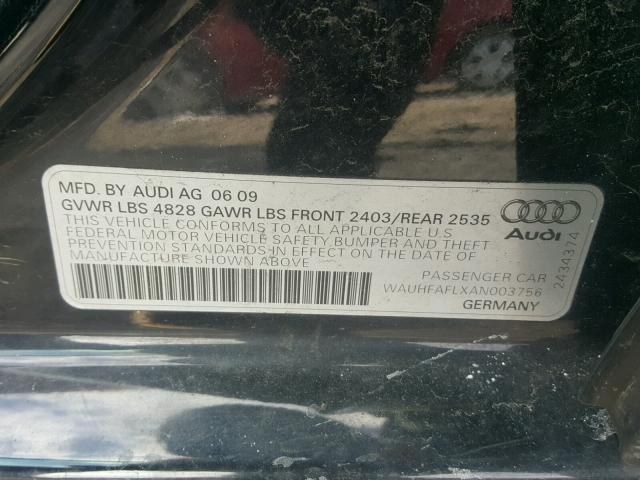 MFD. BY AUDI AG 06 09
GVWR LBS 4828 GAWR LBS FRONT 2403/REAR 2535
THIS VEHICLE CONFORMS TO ALL APPLICABLE U.S
FEDERAL MOTOR VEHICLE SAFETY, BUMPER AND THEFT
PREVENTION STANDARDS IN EFFECT ON THE DATE OF
MANUFACTURE SHOWN ABOVE
Audi
PASSENGER CAR
WAUHFAFLXAN003756
GERMANY
2434374